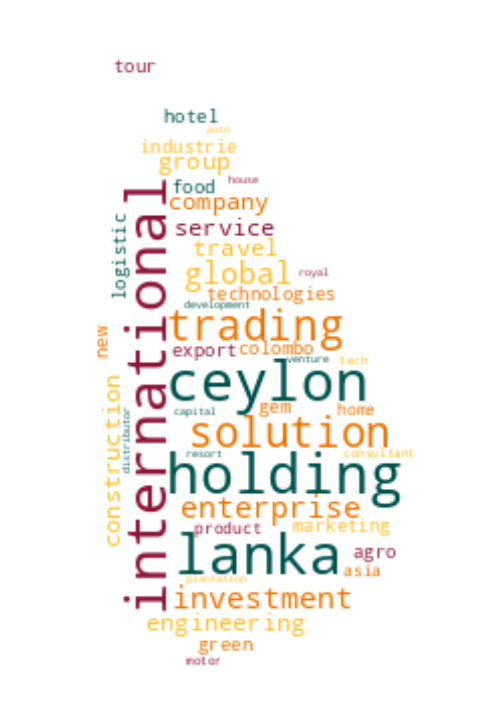 tour
hotel
auto
industrie
group
house
food
company
international
logistic
service
travel
global
royal
technologies
development
trading
new
export
colombo
venture
tech
ceylon
construction
gem
home
capital
distributor
solution
resort
consultant
holding
enterprise
product
marketing
lanka
agro
asia
plantation
investment
engineering
green
motor